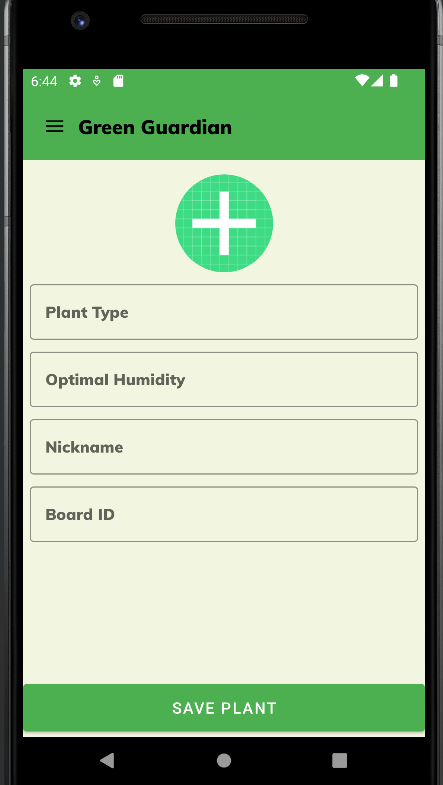 6:44
Green Guardian
Plant Type
Optimal Humidity
Nickname
Board ID
SAVE PLANT